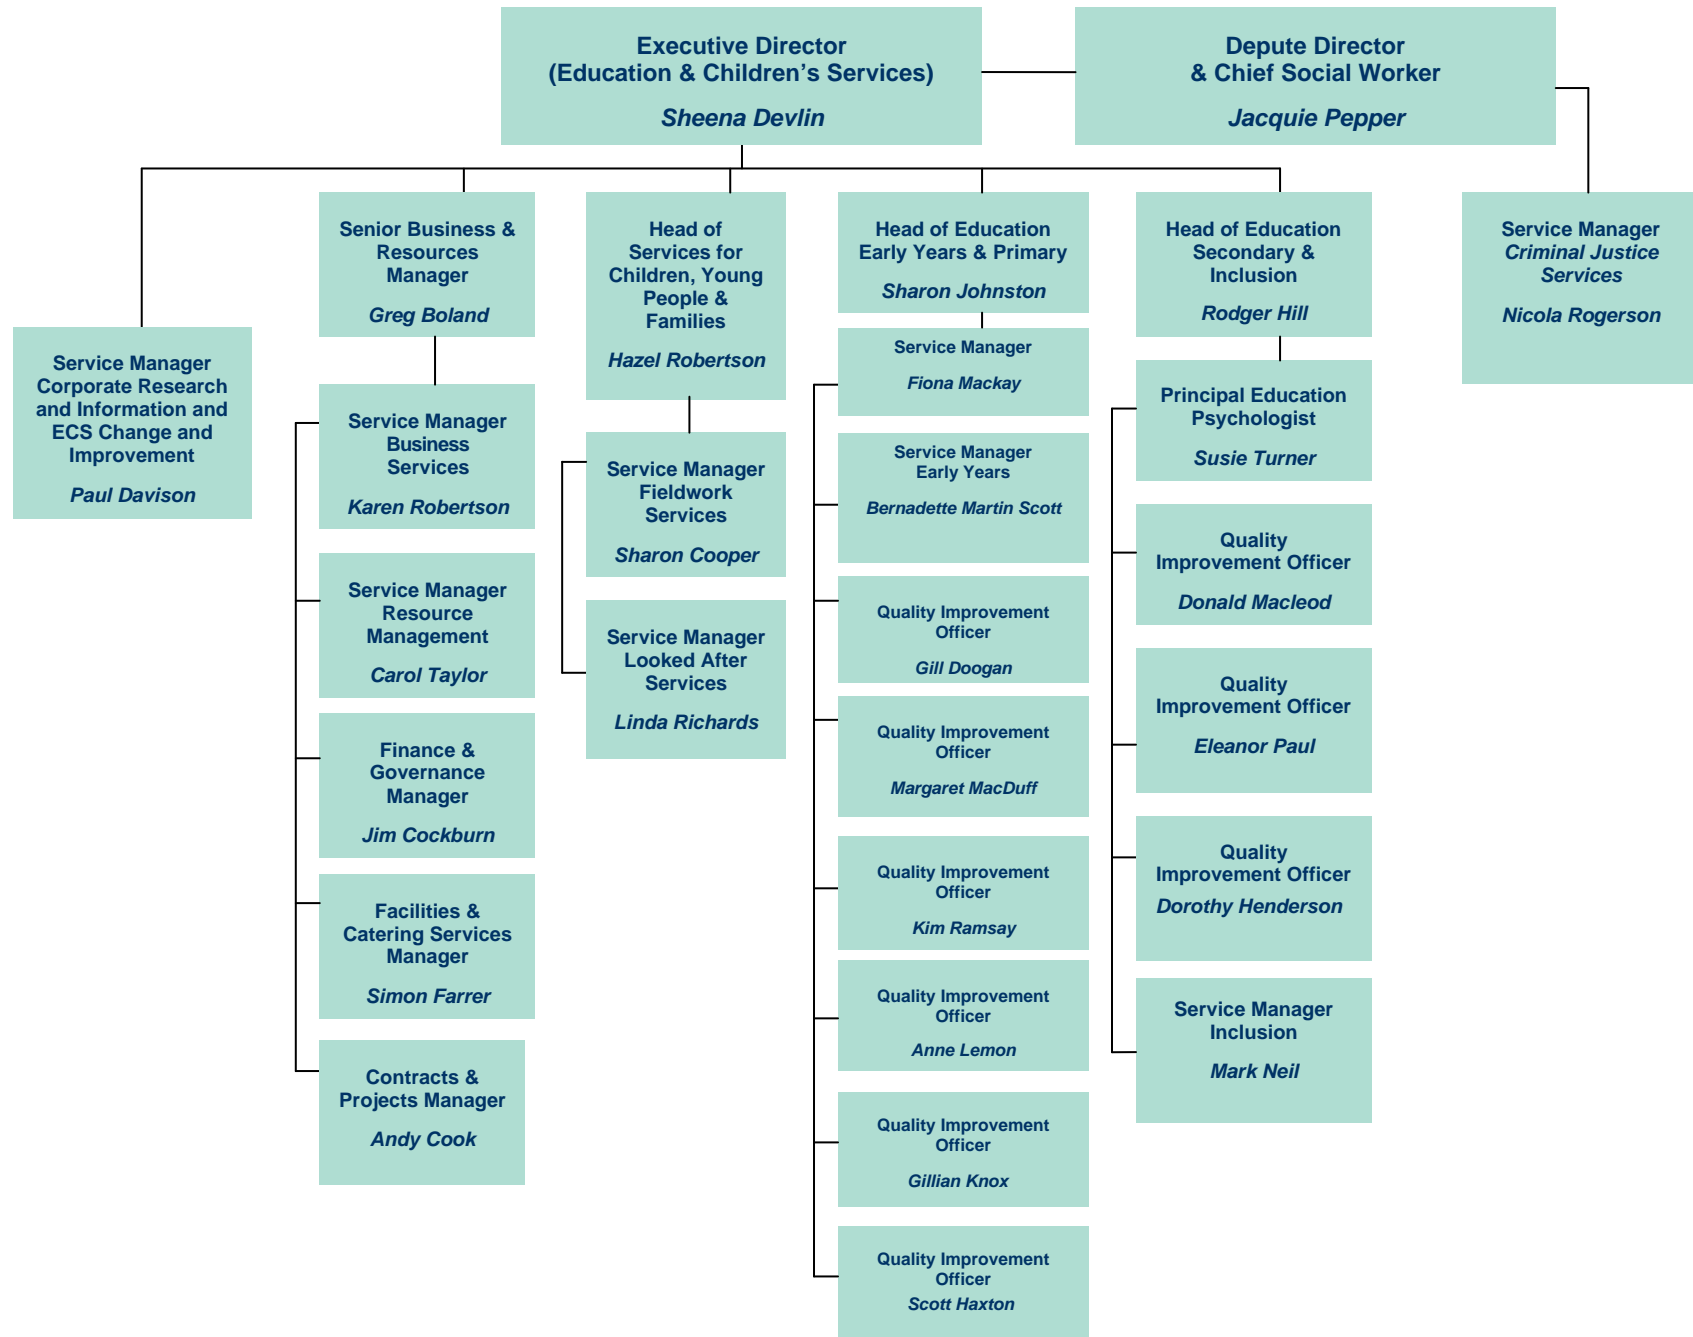 Executive Director
(Education & Children’s Services)
Sheena Devlin
Depute Director
& Chief Social Worker
Jacquie Pepper
Service Manager
Corporate Research
and Information and
ECS Change and
Improvement
Paul Davison
Senior Business &
Resources
Manager
Greg Boland
Service Manager
Business
Services
Karen Robertson
Service Manager
Resource
Management
Carol Taylor
Finance &
Governance
Manager
Jim Cockburn
Facilities &
Catering Services
Manager
Simon Farrer
Contracts &
Projects Manager
Andy Cook
Head of
Services for
Children, Young
People &
Families
Hazel Robertson
Service Manager
Fieldwork
Services
Sharon Cooper
Service Manager
Looked After
Services
Linda Richards
Head of Education
Early Years & Primary
Sharon Johnston
Service Manager
Fiona Mackay
Service Manager
Early Years
Bernadette Martin Scott
Quality Improvement
Officer
Gill Doogan
Quality Improvement
Officer
Margaret MacDuff
Quality Improvement
Officer
Kim Ramsay
Quality Improvement
Officer
Anne Lemon
Quality Improvement
Officer
Gillian Knox
Quality Improvement
Officer
Scott Haxton
Head of Education
Secondary &
Inclusion
Rodger Hill
Principal Education
Psychologist
Susie Turner
Quality
Improvement Officer
Donald Macleod
Quality
Improvement Officer
Eleanor Paul
Quality
Improvement Officer
Dorothy Henderson
Service Manager
Inclusion
Mark Neil
Service Manager
Criminal Justice
Services
Nicola Rogerson